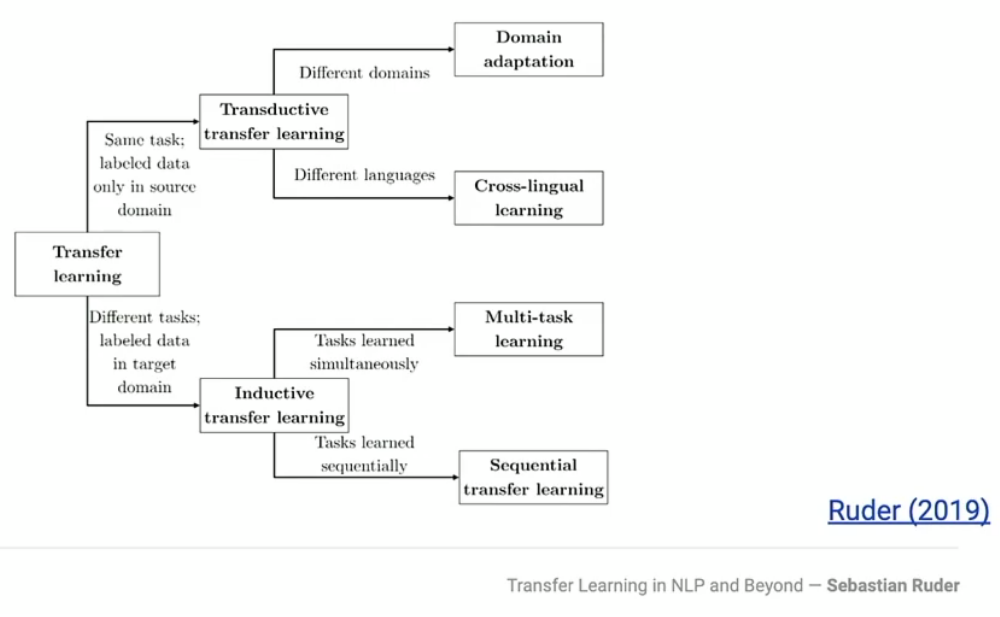 Domain
adaptation
Different domains
Transductive
transfer learning
Same task;
labeled data
only in source
domain
Different languages
Cross-lingual
learning
Transfer
learning
Different tasks;
labeled data
in target
domain
Multi-task
learning
Tasks learned
simultaneously
Inductive
transfer learning
Tasks learned
sequentially
Sequential
transfer learning
Ruder (2019)
Transfer Learning in NLP and Beyond — Sebastian Ruder